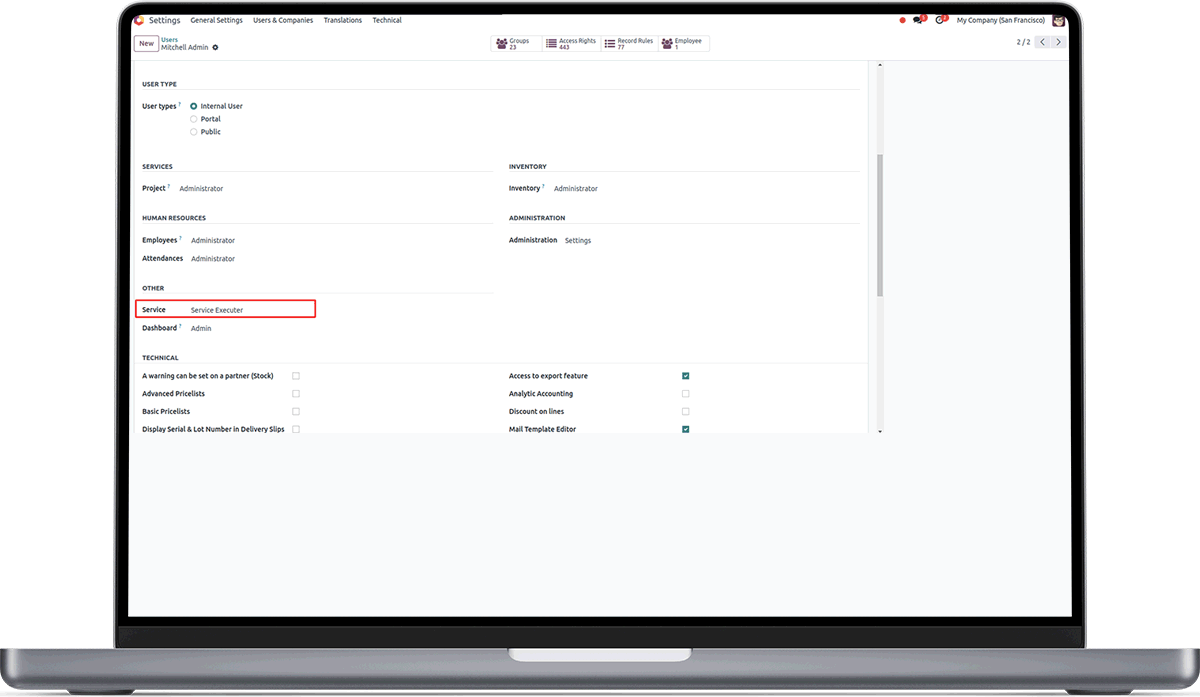 Settings General Settings Users & Companies Translations Technical My Company (San Francisco)
New Users Groups Access Rights Record Rules Employee
Mitchell Admin 23 443 77 1 2 / 2
USER TYPE
User types ? Internal User
Portal
Public
SERVICES INVENTORY
Project ? Administrator Inventory ? Administrator
HUMAN RESOURCES ADMINISTRATION
Employees ? Administrator Administration Settings
Attendances Administrator
OTHER
Service Service Executer
Dashboard ? Admin
TECHNICAL
A warning can be set on a partner (Stock) Access to export feature
Advanced Pricelists Analytic Accounting
Basic Pricelists Discount on lines
Display Serial & Lot Number in Delivery Slips Mail Template Editor